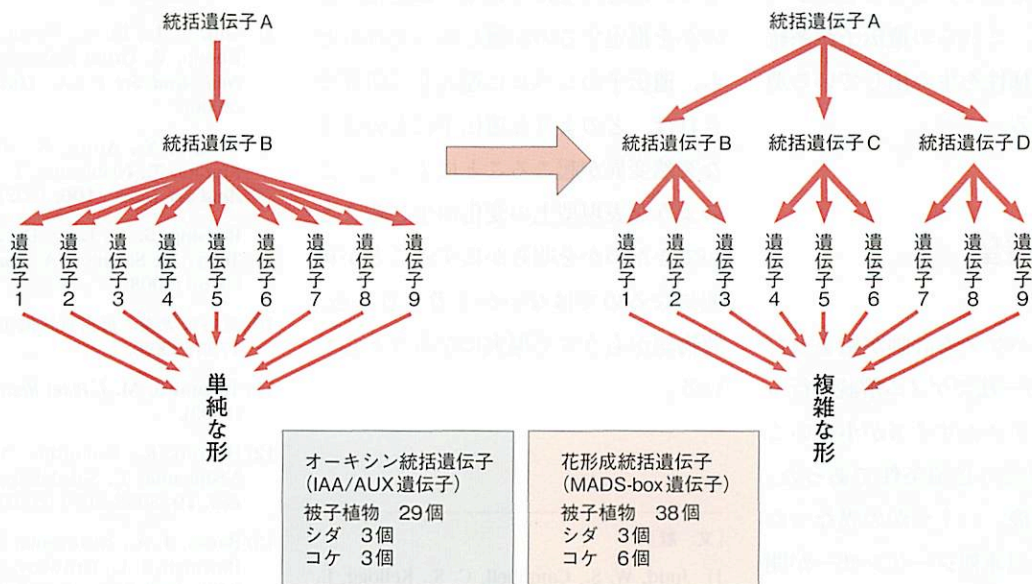 統括遺伝子A
統括遺伝子B
遺伝子1
遺伝子2
遺伝子3
遺伝子4
遺伝子5
遺伝子6
遺伝子7
遺伝子8
遺伝子9
単純な形
統括遺伝子A
統括遺伝子B
統括遺伝子C
統括遺伝子D
遺伝子1
遺伝子2
遺伝子3
遺伝子4
遺伝子5
遺伝子6
遺伝子7
遺伝子8
遺伝子9
複雑な形
オーキシン統括遺伝子
(IAA/AUX遺伝子)
被子植物 29個
シダ 3個
コケ 3個
花形成統括遺伝子
(MADS-box遺伝子)
被子植物 38個
シダ 3個
コケ 6個